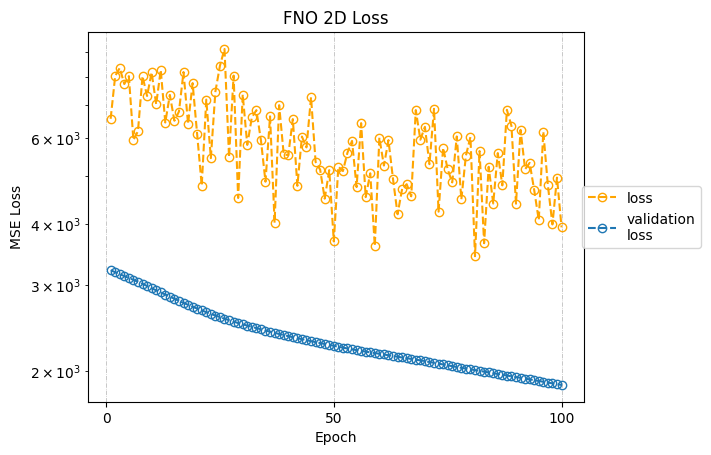 FNO 2D Loss
MSE Loss
6 × 10³
4 × 10³
3 × 10³
2 × 10³
0
50
100
Epoch
loss
validation
loss